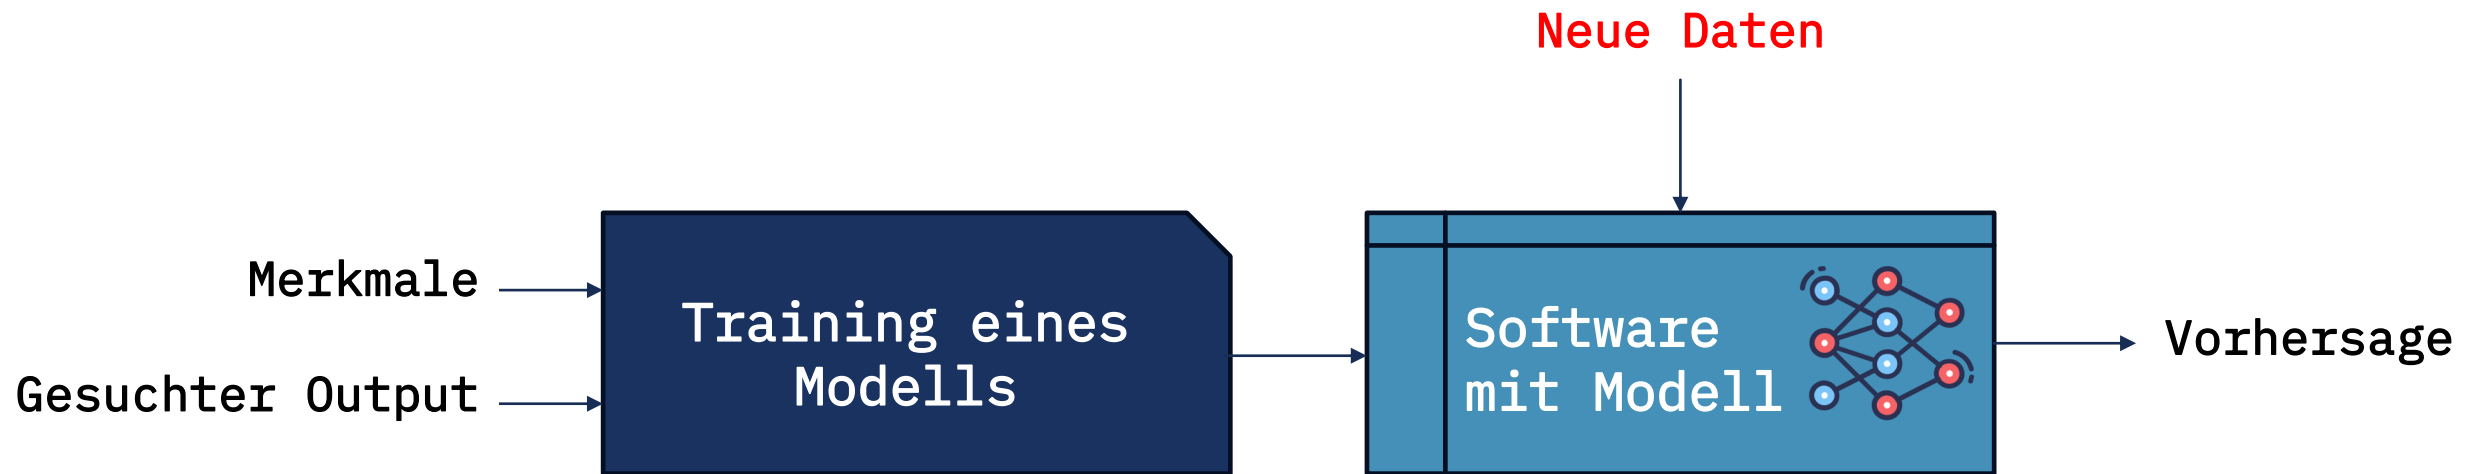 Neue Daten
Merkmale
Gesuchter Output
Training eines
Modells
Software
mit Modell
Vorhersage